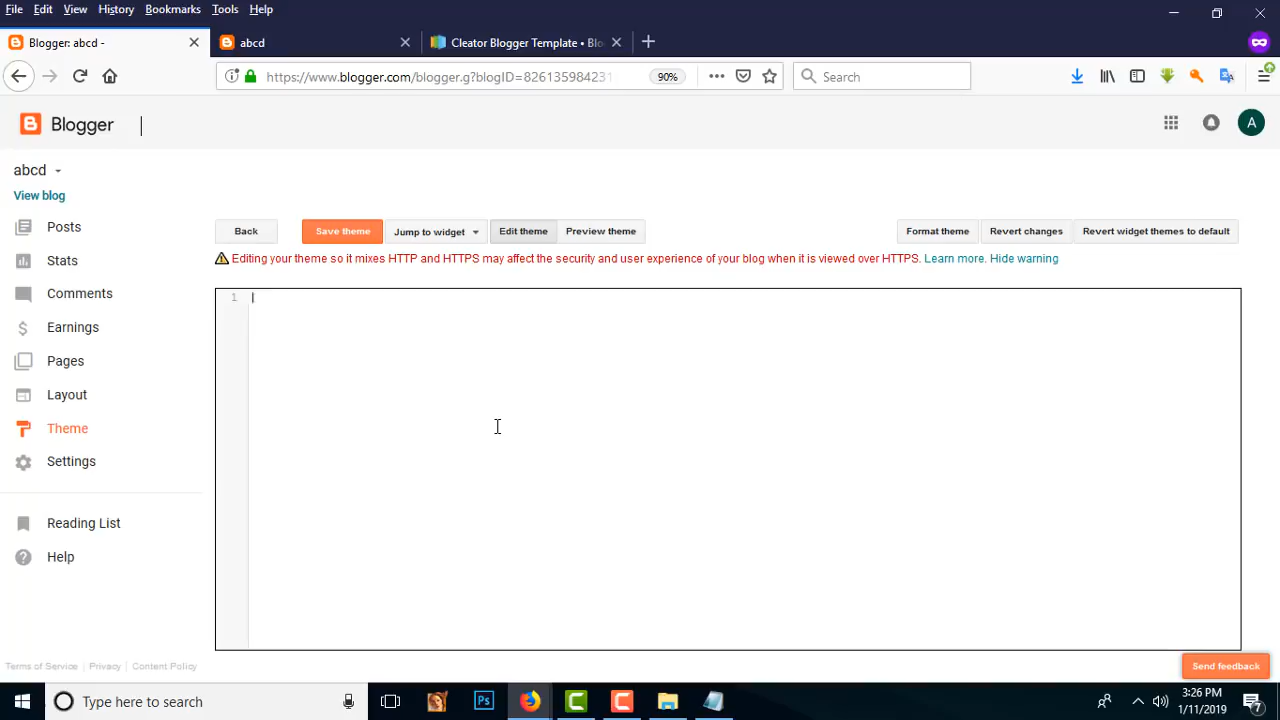 File Edit View History Bookmarks Tools Help
Blogger: abcd -
abcd
Cleator Blogger Template • Blo
https://www.blogger.com/blogger.g?blogID=826135984231
90%
Search
Blogger
A
abcd
View blog
Posts
Stats
Comments
Earnings
Pages
Layout
Theme
Settings
Reading List
Help
Back Save theme Jump to widget Edit theme Preview theme Format theme Revert changes Revert widget themes to default
Editing your theme so it mixes HTTP and HTTPS may affect the security and user experience of your blog when it is viewed over HTTPS. Learn more. Hide warning
1
Terms of Service | Privacy | Content Policy
Send feedback
Type here to search
Ps
3:26 PM
1/11/2019
7